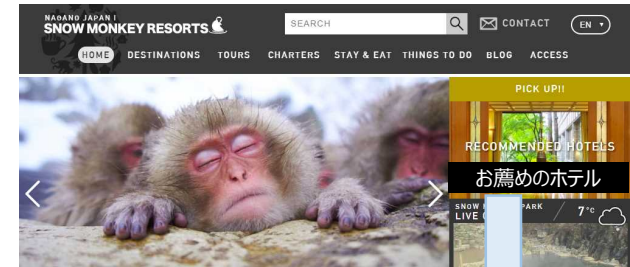 NAGANO JAPAN I
SNOW MONKEY RESORTS
SEARCH
CONTACT
EN
HOME
DESTINATIONS
TOURS
CHARTERS
STAY & EAT
THINGS TO DO
BLOG
ACCESS
PICK UP!!
RECOMMENDED HOTELS
お薦めのホテル
SNOW PARK
LIVE
7°C